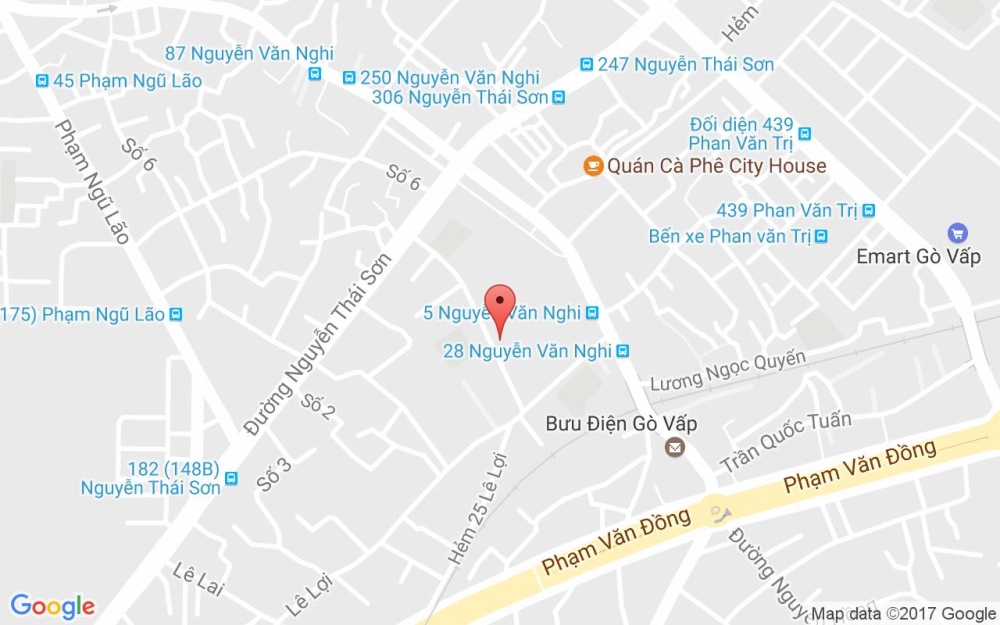 Hẻm
87 Nguyễn Văn Nghi
247 Nguyễn Thái Sơn
45 Phạm Ngũ Lão
250 Nguyễn Văn Nghi
306 Nguyễn Thái Sơn
Đối diện 439
Phan Văn Trị
Số 6
Số 6
Quán Cà Phê City House
Phạm Ngũ Lão
439 Phan Văn Trị
Bến xe Phan văn Trị
Emart Gò Vấp
Đường Nguyễn Thái Sơn
175) Phạm Ngũ Lão
5 Nguyễn Văn Nghi
28 Nguyễn Văn Nghi
Lương Ngọc Quyến
Số 2
Bưu Điện Gò Vấp
Trần Quốc Tuấn
182 (148B)
Nguyễn Thái Sơn
Số 3
Phạm Văn Đồng
Hẻm 25 Lê Lợi
Phạm Văn Đồng
Lê Lai
Lê Lợi
Đường Nguyen
Google
Map data ©2017 Google